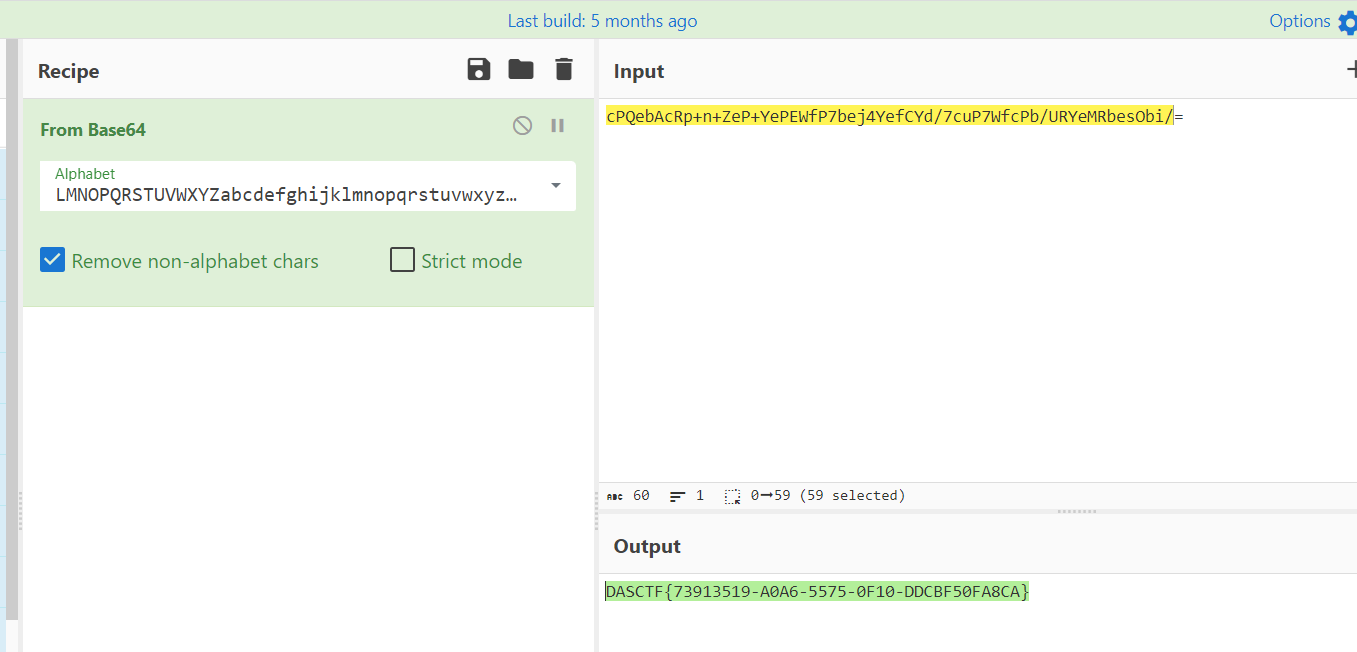 Last build: 5 months ago
Options
Recipe
Input
From Base64
cPQebAcRp+n+ZeP+YePEWfP7bej4YefCYd/7cuP7WfcPb/URYeMRbesObi/=
Alphabet
LMNOPQRSTUVWXYZabcdefghijklmnopqrstuvwxyz…
Remove non-alphabet chars
Strict mode
ABC 60 1 0→59 (59 selected)
Output
DASCTF{73913519-A0A6-5575-0F10-DDCBF50FA8CA}